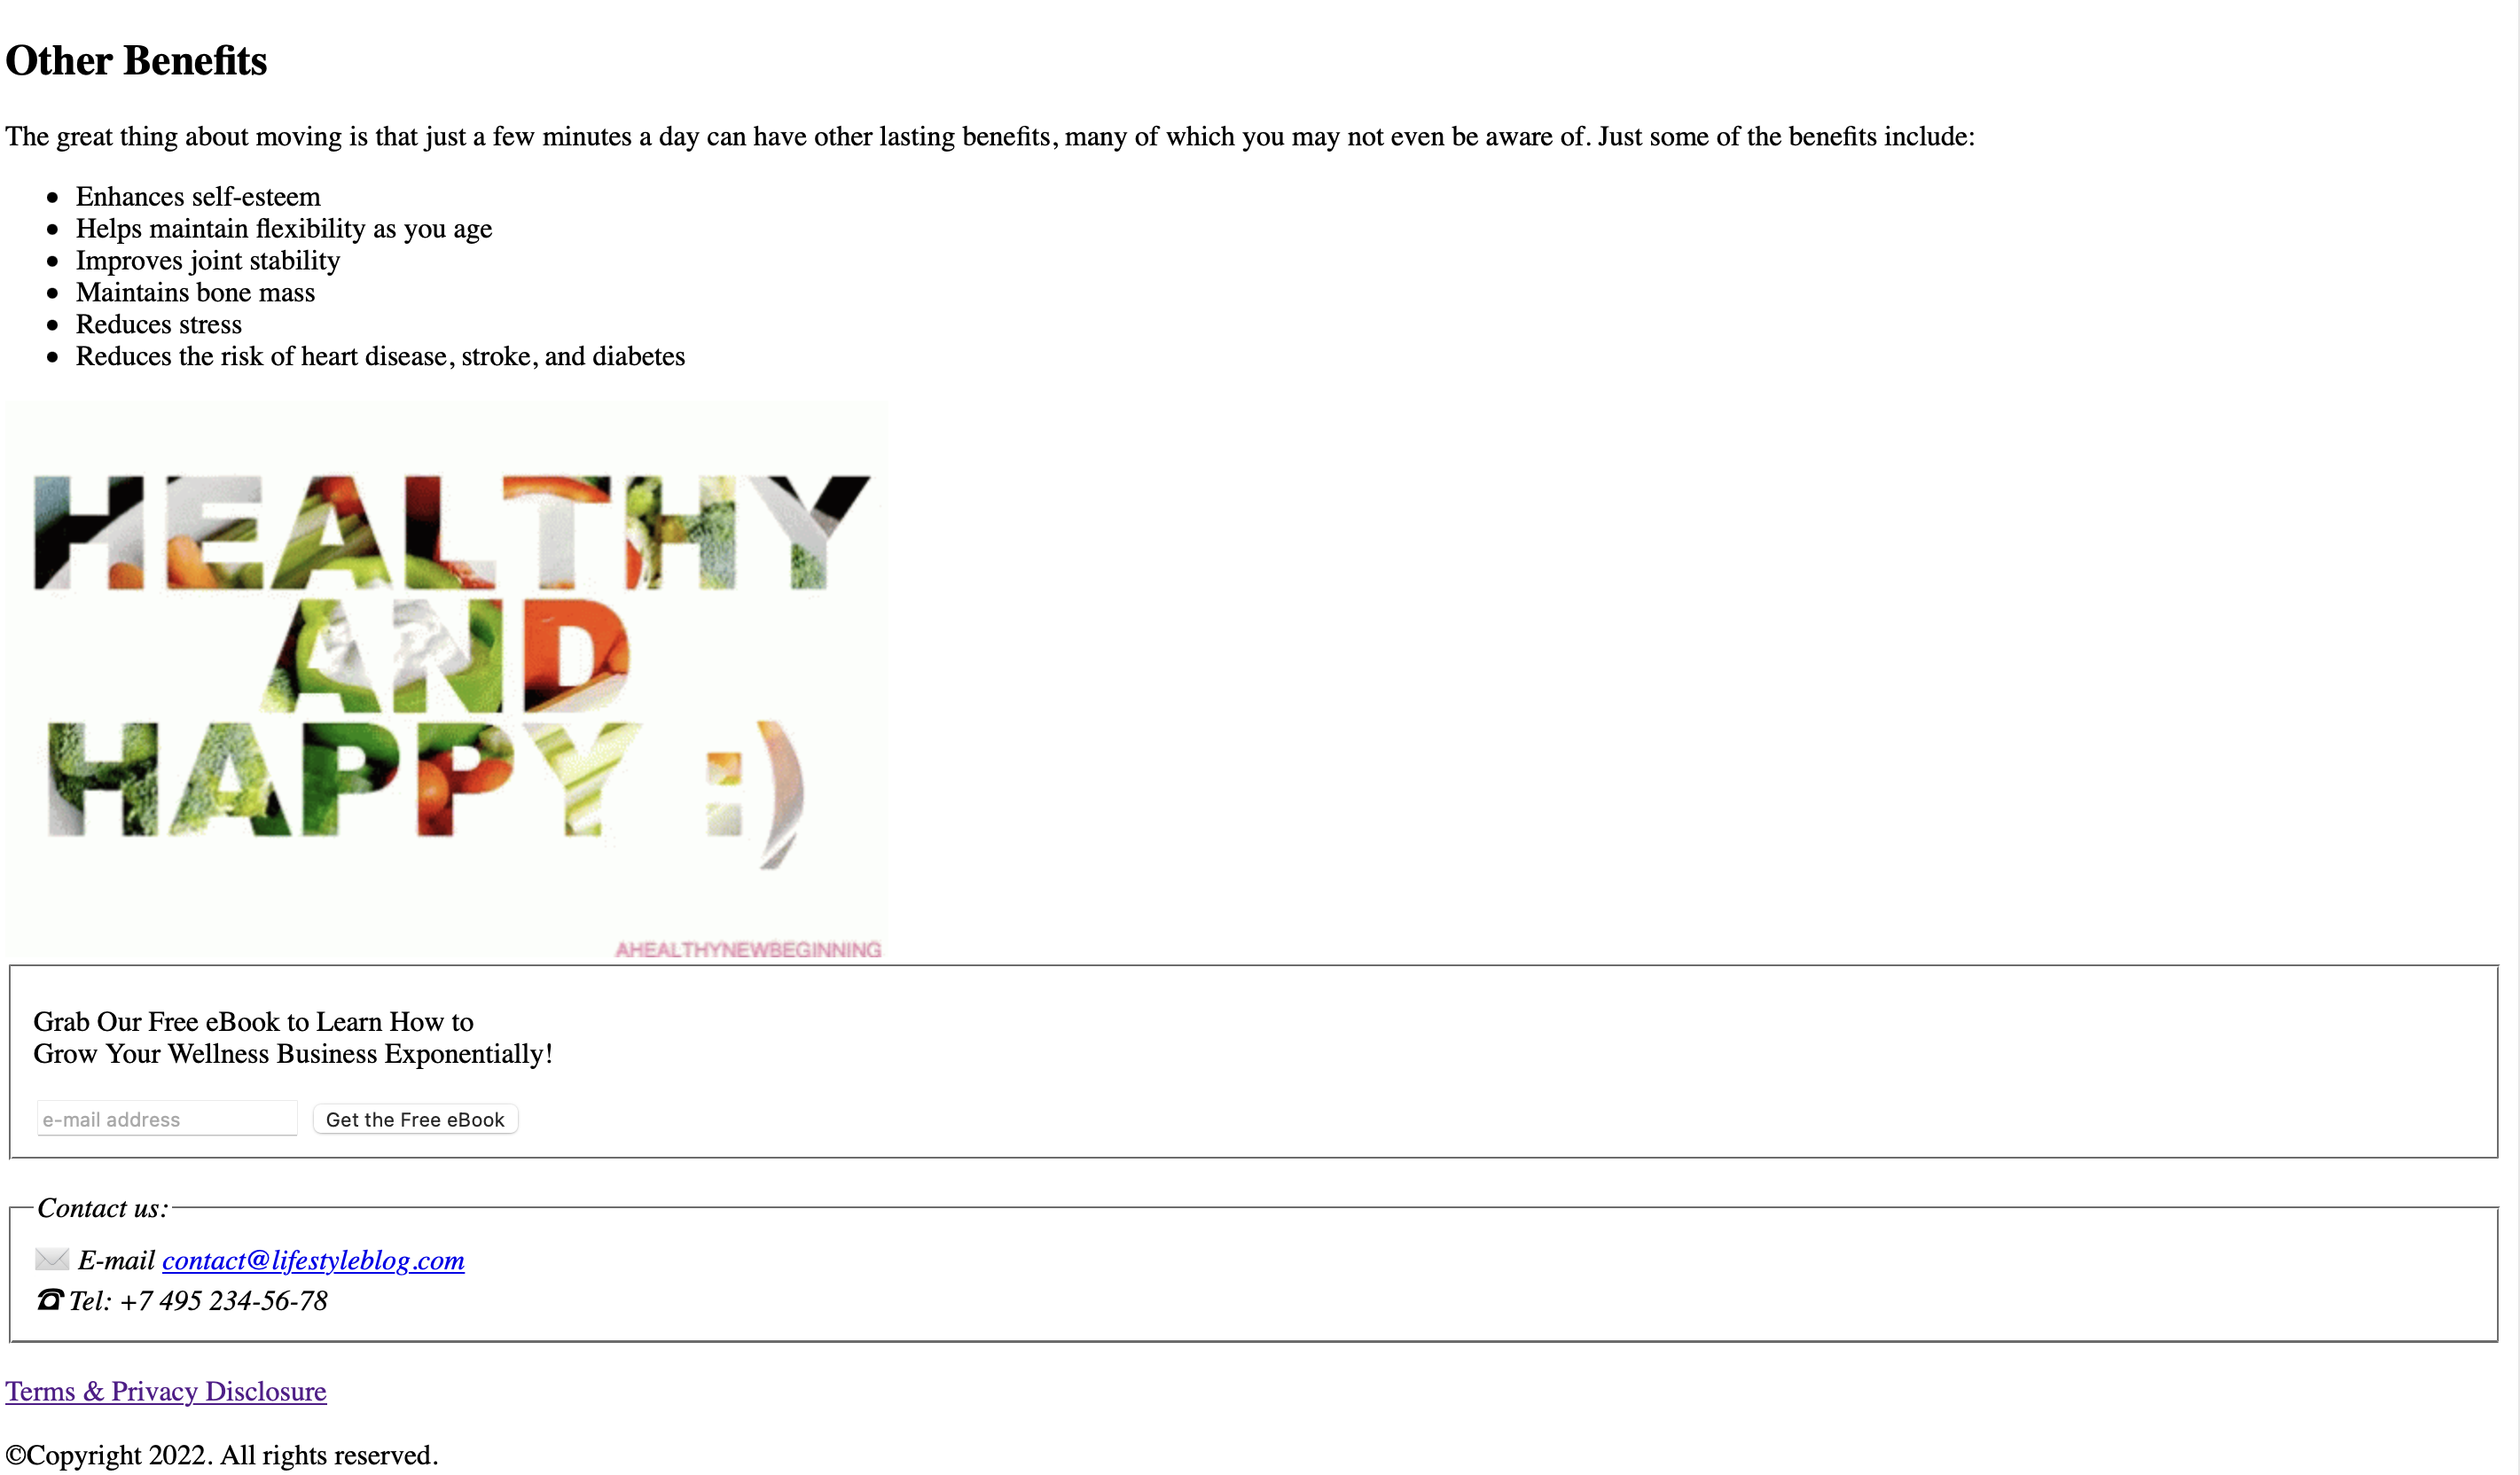 Other Benefits
The great thing about moving is that just a few minutes a day can have other lasting benefits, many of which you may not even be aware of. Just some of the benefits include:
• Enhances self-esteem
• Helps maintain flexibility as you age
• Improves joint stability
• Maintains bone mass
• Reduces stress
• Reduces the risk of heart disease, stroke, and diabetes
HEALTHY
AND
HAPPY :)
AHEALTHYNEWBEGINNING
Grab Our Free eBook to Learn How to
Grow Your Wellness Business Exponentially!
e-mail address Get the Free eBook
Contact us:
✉ E-mail contact@lifestyleblog.com
☎ Tel: +7 495 234-56-78
Terms & Privacy Disclosure
©Copyright 2022. All rights reserved.